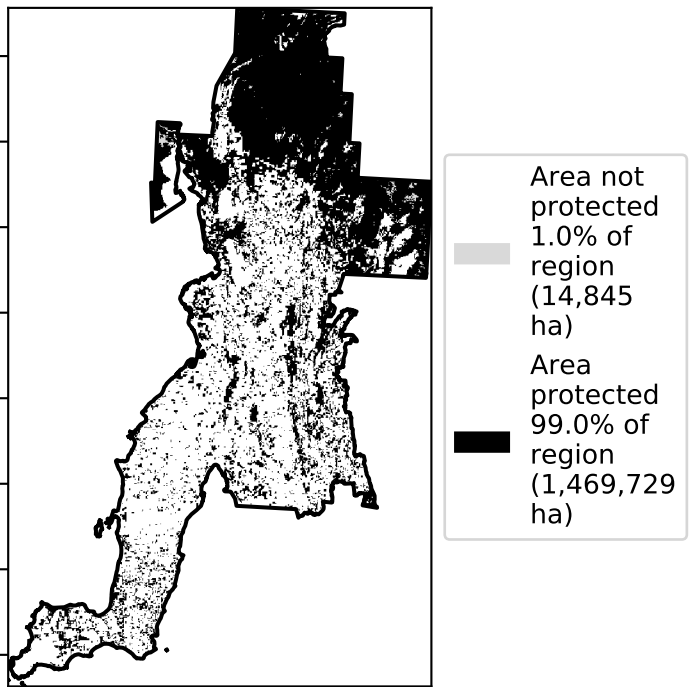 Area not
protected
1.0% of
region
(14,845
ha)
Area
protected
99.0% of
region
(1,469,729
ha)